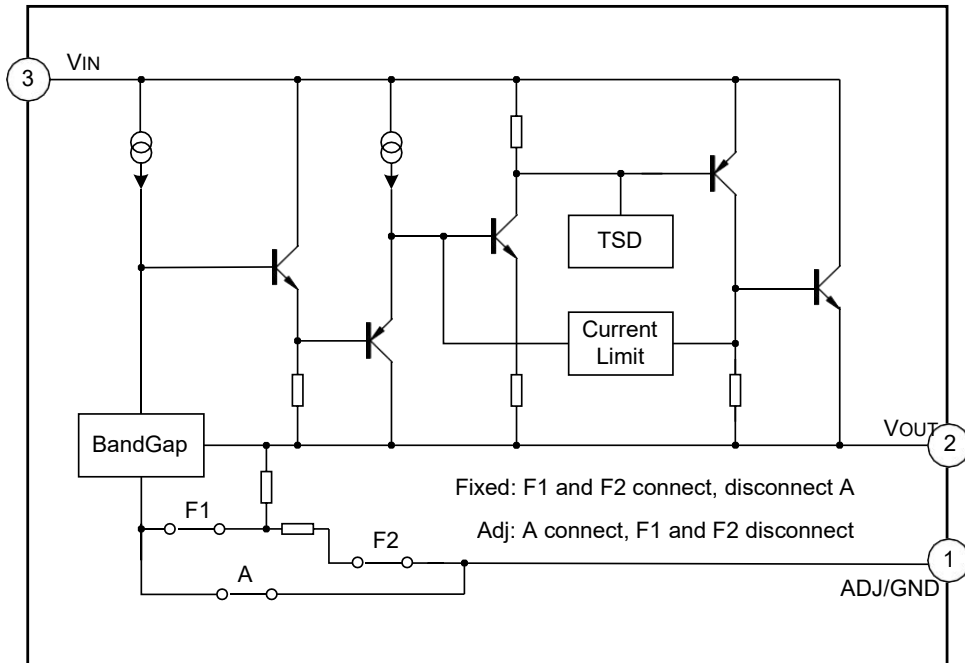 3
VIN
TSD
Current
Limit
BandGap
VOUT
2
Fixed: F1 and F2 connect, disconnect A
F1
Adj: A connect, F1 and F2 disconnect
F2
A
1
ADJ/GND